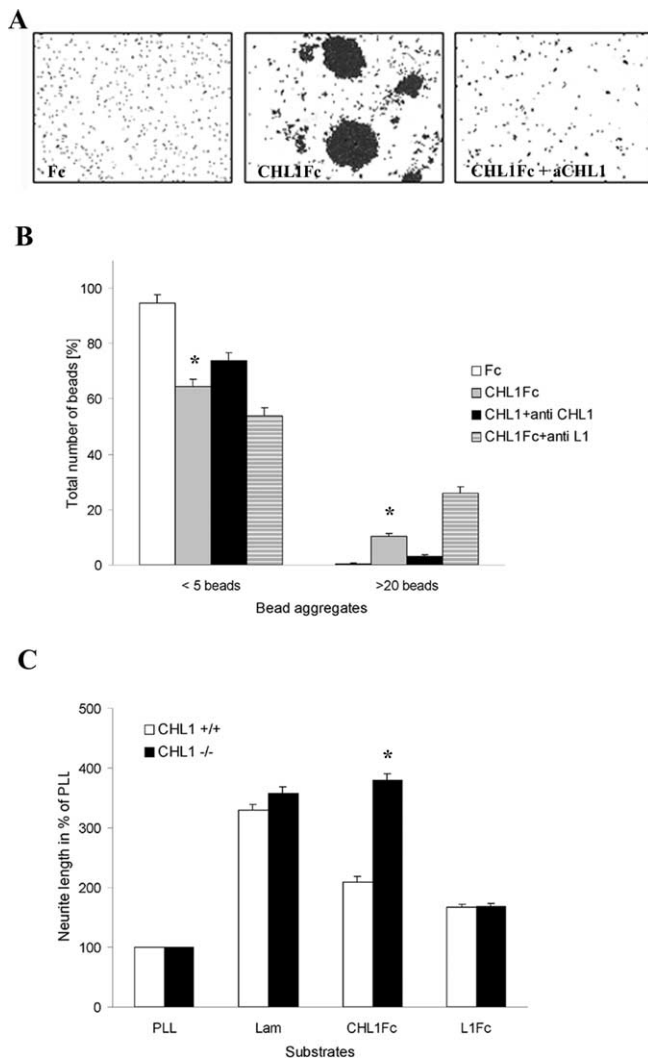 A
Fc
CHL1Fc
CHL1Fc + aCHL1
B
Total number of beads [%]
100
80
60
40
20
0
*
*
Fc
CHL1Fc
CHL1+anti CHL1
CHL1Fc+anti L1
< 5 beads
>20 beads
Bead aggregates
C
Neurite length in % of PLL
500
400
300
200
100
0
CHL1 +/+
CHL1 -/-
*
PLL
Lam
CHL1Fc
L1Fc
Substrates